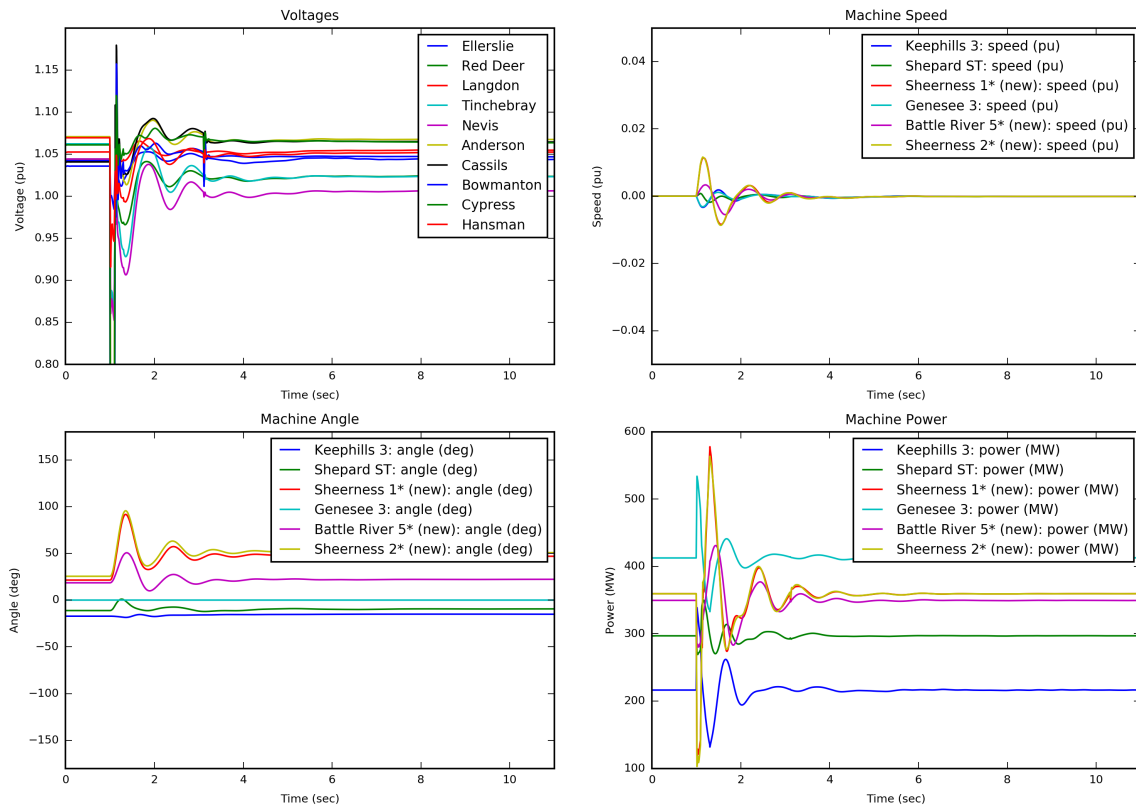 Voltages
Voltage (pu)
1.15
1.10
1.05
1.00
0.95
0.90
0.85
0.80
0 2 4 6 8 10
Time (sec)
Ellerslie
Red Deer
Langdon
Tinchebray
Nevis
Anderson
Cassils
Bowmanton
Cypress
Hansman
Machine Speed
Speed (pu)
0.04
0.02
0.00
−0.02
−0.04
0 2 4 6 8 10
Time (sec)
Keephills 3: speed (pu)
Shepard ST: speed (pu)
Sheerness 1* (new): speed (pu)
Genesee 3: speed (pu)
Battle River 5* (new): speed (pu)
Sheerness 2* (new): speed (pu)
Machine Angle
Angle (deg)
150
100
50
0
−50
−100
−150
0 2 4 6 8 10
Time (sec)
Keephills 3: angle (deg)
Shepard ST: angle (deg)
Sheerness 1* (new): angle (deg)
Genesee 3: angle (deg)
Battle River 5* (new): angle (deg)
Sheerness 2* (new): angle (deg)
Machine Power
Power (MW)
600
500
400
300
200
100
0 2 4 6 8 10
Time (sec)
Keephills 3: power (MW)
Shepard ST: power (MW)
Sheerness 1* (new): power (MW)
Genesee 3: power (MW)
Battle River 5* (new): power (MW)
Sheerness 2* (new): power (MW)